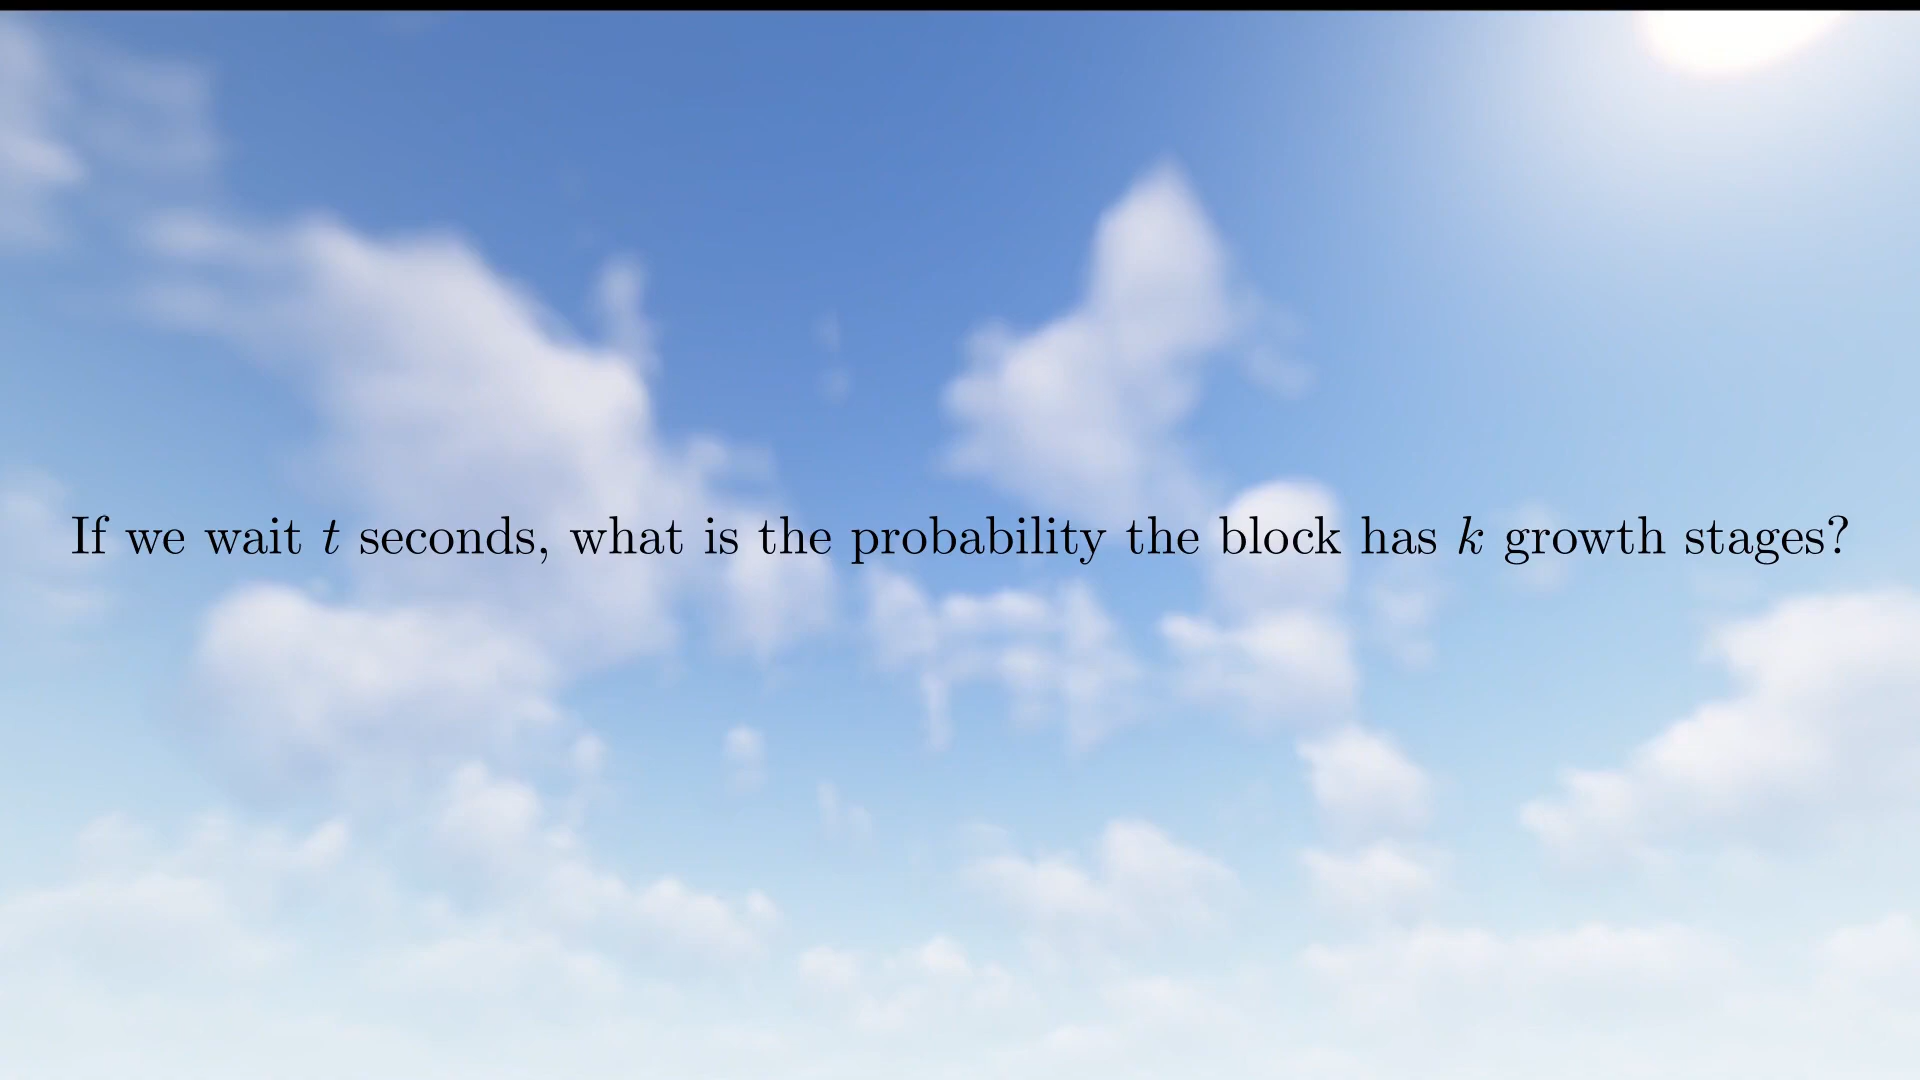 If we wait t seconds, what is the probability the block has k growth stages?